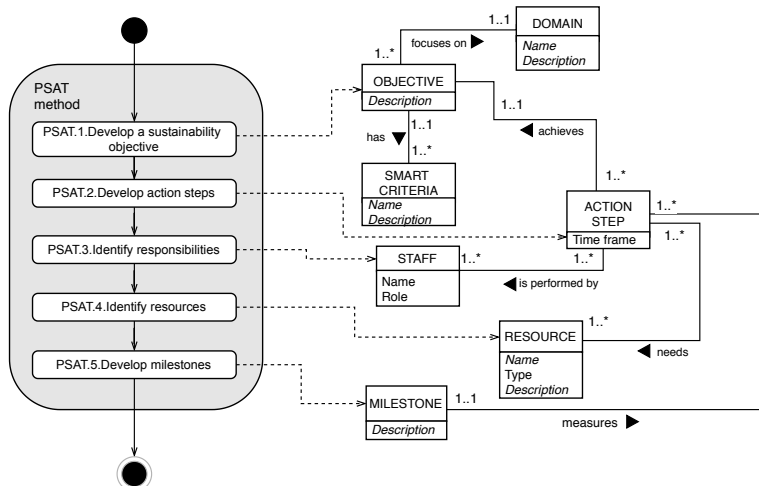 PSAT
method
PSAT.1.Develop a sustainability
objective
PSAT.2.Develop action steps
PSAT.3.Identify responsibilities
PSAT.4.Identify resources
PSAT.5.Develop milestones
1..1
DOMAIN
Name
Description
1..*
focuses on
OBJECTIVE
Description
1..1
achieves
1..1
has
1..*
SMART
CRITERIA
Name
Description
1..*
ACTION
STEP
Time frame
1..*
1..*
1..*
STAFF
Name
Role
1..*
is performed by
RESOURCE
Name
Type
Description
1..*
needs
MILESTONE
Description
1..1
measures